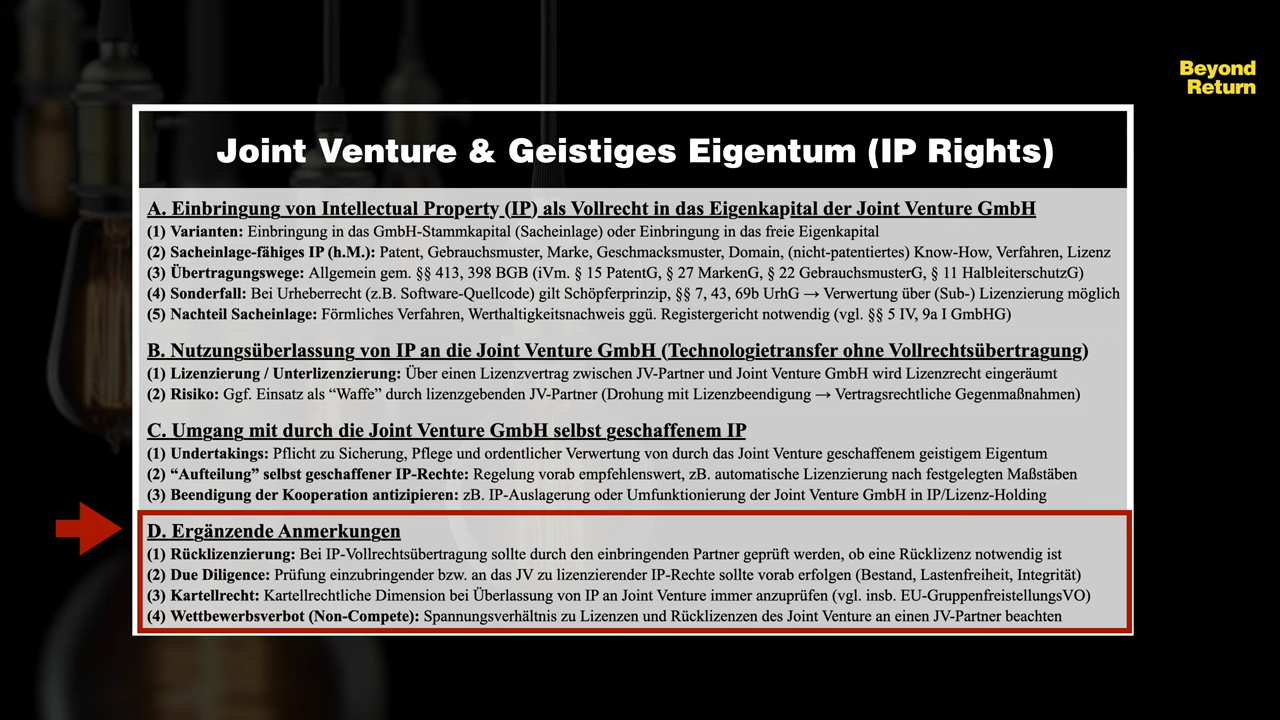 Beyond
Return
Joint Venture & Geistiges Eigentum (IP Rights)
A. Einbringung von Intellectual Property (IP) als Vollrecht in das Eigenkapital der Joint Venture GmbH
(1) Varianten: Einbringung in das GmbH-Stammkapital (Sacheinlage) oder Einbringung in das freie Eigenkapital
(2) Sacheinlage-fähiges IP (h.M.): Patent, Gebrauchsmuster, Marke, Geschmacksmuster, Domain, (nicht-patentiertes) Know-How, Verfahren, Lizenz
(3) Übertragungswege: Allgemein gem. §§ 413, 398 BGB (iVm. § 15 PatentG, § 27 MarkenG, § 22 GebrauchsmusterG, § 11 HalbleiterschutzG)
(4) Sonderfall: Bei Urheberrecht (z.B. Software-Quellcode) gilt Schöpferprinzip, §§ 7, 43, 69b UrhG → Verwertung über (Sub-) Lizenzierung möglich
(5) Nachteil Sacheinlage: Förmliches Verfahren, Werthaltigkeitsnachweis ggü. Registergericht notwendig (vgl. §§ 5 IV, 9a I GmbHG)
B. Nutzungsüberlassung von IP an die Joint Venture GmbH (Technologietransfer ohne Vollrechtsübertragung)
(1) Lizenzierung / Unterlizenzierung: Über einen Lizenzvertrag zwischen JV-Partner und Joint Venture GmbH wird Lizenzrecht eingeräumt
(2) Risiko: Ggf. Einsatz als “Waffe” durch lizenzgebenden JV-Partner (Drohung mit Lizenzbeendigung → Vertragsrechtliche Gegenmaßnahmen)
C. Umgang mit durch die Joint Venture GmbH selbst geschaffenem IP
(1) Undertakings: Pflicht zu Sicherung, Pflege und ordentlicher Verwertung von durch das Joint Venture geschaffenem geistigem Eigentum
(2) “Aufteilung” selbst geschaffener IP-Rechte: Regelung vorab empfehlenswert, zB. automatische Lizenzierung nach festgelegten Maßstäben
(3) Beendigung der Kooperation antizipieren: zB. IP-Auslagerung oder Umfunktionierung der Joint Venture GmbH in IP/Lizenz-Holding
D. Ergänzende Anmerkungen
(1) Rücklizenzierung: Bei IP-Vollrechtsübertragung sollte durch den einbringenden Partner geprüft werden, ob eine Rücklizenz notwendig ist
(2) Due Diligence: Prüfung einzubringender bzw. an das JV zu lizenzierender IP-Rechte sollte vorab erfolgen (Bestand, Lastenfreiheit, Integrität)
(3) Kartellrecht: Kartellrechtliche Dimension bei Überlassung von IP an Joint Venture immer anzuprüfen (vgl. insb. EU-GruppenfreistellungsVO)
(4) Wettbewerbsverbot (Non-Compete): Spannungsverhältnis zu Lizenzen und Rücklizenzen des Joint Venture an einen JV-Partner beachten